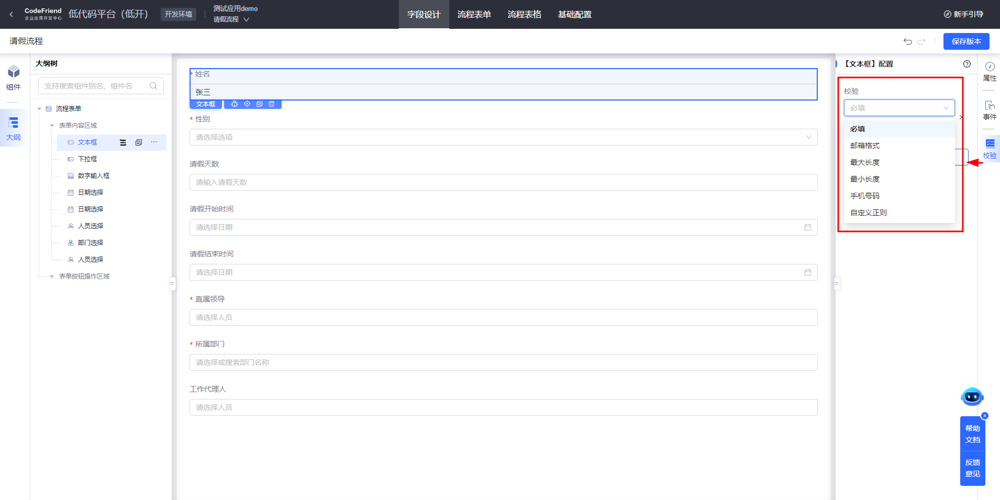 CodeFriend
企业应用开发中心
低代码平台（低开）
开发环境
测试应用demo
请假流程
字段设计
流程表单
流程表格
基础配置
新手引导
请假流程
保存版本
组件
大纲
大纲树
支持搜索组件别名、组件名
流程表单
表单内容区域
文本框
下拉框
数字输入框
日期选择
日期选择
人员选择
部门选择
人员选择
表单按钮操作区域
* 姓名
张三
文本框
* 性别
请选择选项
请假天数
请输入请假天数
请假开始时间
请选择日期
请假结束时间
请选择日期
* 直属领导
请选择人员
* 所属部门
请选择或搜索部门名称
工作代理人
请选择人员
【文本框】配置
校验
必填
必填
邮箱格式
最大长度
最小长度
手机号码
自定义正则
属性
事件
校验
帮助
文档
反馈
意见